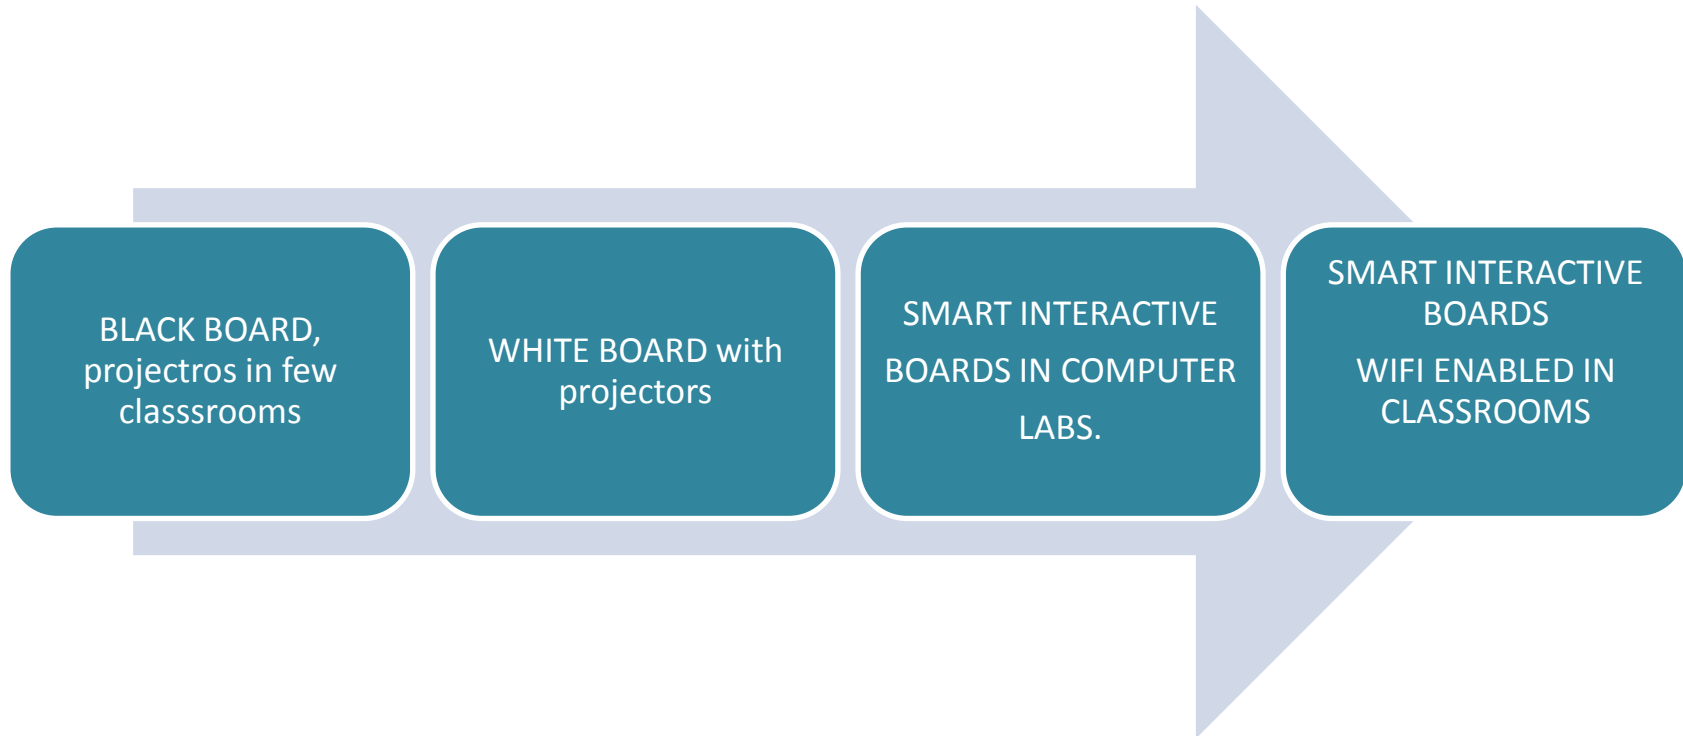 BLACK BOARD,
projectros in few
classsrooms
WHITE BOARD with
projectors
SMART INTERACTIVE
BOARDS IN COMPUTER
LABS.
SMART INTERACTIVE
BOARDS
WIFI ENABLED IN
CLASSROOMS